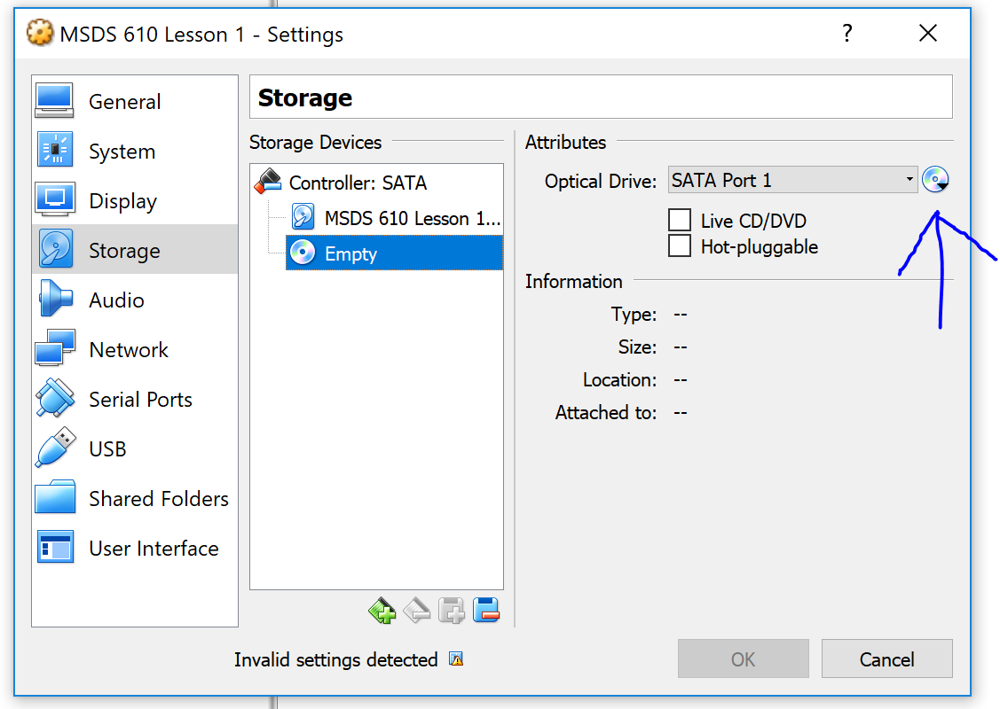 MSDS 610 Lesson 1 - Settings
?
General
System
Display
Storage
Audio
Network
Serial Ports
USB
Shared Folders
User Interface
Storage
Storage Devices
Controller: SATA
MSDS 610 Lesson 1...
Empty
Attributes
Optical Drive: SATA Port 1
Live CD/DVD
Hot-pluggable
Information
Type: --
Size: --
Location: --
Attached to: --
Invalid settings detected
OK
Cancel